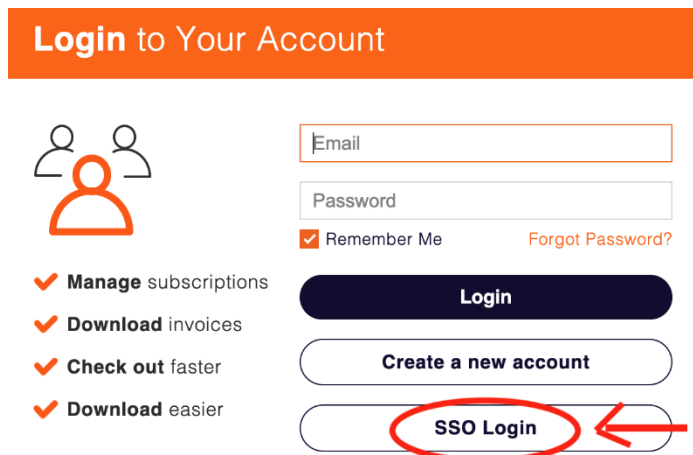 Login to Your Account
Email
Password
Remember Me
Forgot Password?
Manage subscriptions
Download invoices
Check out faster
Download easier
Login
Create a new account
SSO Login